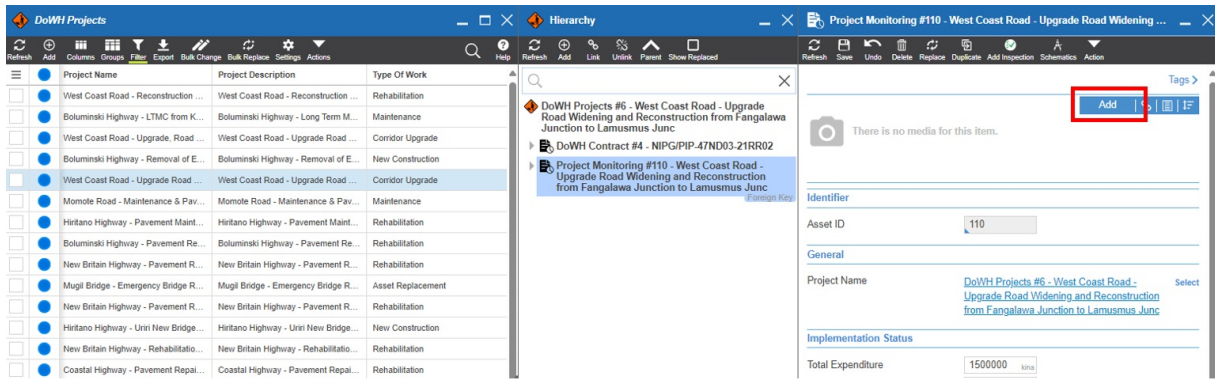 DoWH Projects
Refresh Add Columns Groups Filter Export Bulk Change Bulk Replace Settings Actions Help
Project Name Project Description Type Of Work
West Coast Road - Reconstruction ... West Coast Road - Reconstruction ... Rehabilitation
Boluminski Highway - LTMC from K... Boluminski Highway - Long Term M... Maintenance
West Coast Road - Upgrade, Road ... West Coast Road - Upgrade Road ... Corridor Upgrade
Boluminski Highway - Removal of E... Boluminski Highway - Removal of E... New Construction
West Coast Road - Upgrade Road ... West Coast Road - Upgrade Road ... Corridor Upgrade
Momote Road - Maintenance & Pav... Momote Road - Maintenance & Pav... Maintenance
Hiritano Highway - Pavement Maint... Hiritano Highway - Pavement Maint... Rehabilitation
Boluminski Highway - Pavement Re... Boluminski Highway - Pavement Re... Rehabilitation
New Britain Highway - Pavement R... New Britain Highway - Pavement R... Rehabilitation
Mugil Bridge - Emergency Bridge R... Mugil Bridge - Emergency Bridge R... Asset Replacement
New Britain Highway - Pavement R... New Britain Highway - Pavement R... Rehabilitation
Hiritano Highway - Uriri New Bridge... Hiritano Highway - Uriri New Bridge... New Construction
New Britain Highway - Rehabilitatio... New Britain Highway - Rehabilitatio... Rehabilitation
Coastal Highway - Pavement Repai... Coastal Highway - Pavement Repai... Rehabilitation
Hierarchy
Refresh Add Link Unlink Parent Show Replaced
DoWH Projects #6 - West Coast Road - Upgrade
Road Widening and Reconstruction from Fangalawa
Junction to Lamusmus Junc
DoWH Contract #4 - NIPG/PIP-47ND03-21RR02
Project Monitoring #110 - West Coast Road -
Upgrade Road Widening and Reconstruction
from Fangalawa Junction to Lamusmus Junc
Foreign Key
Project Monitoring #110 - West Coast Road - Upgrade Road Widening ...
Refresh Save Undo Delete Replace Duplicate Add Inspection Schematics Action
Tags >
Add
There is no media for this item.
Identifier
Asset ID 110
General
Project Name DoWH Projects #6 - West Coast Road - Select
Upgrade Road Widening and Reconstruction
from Fangalawa Junction to Lamusmus Junc
Implementation Status
Total Expenditure 1500000 kina